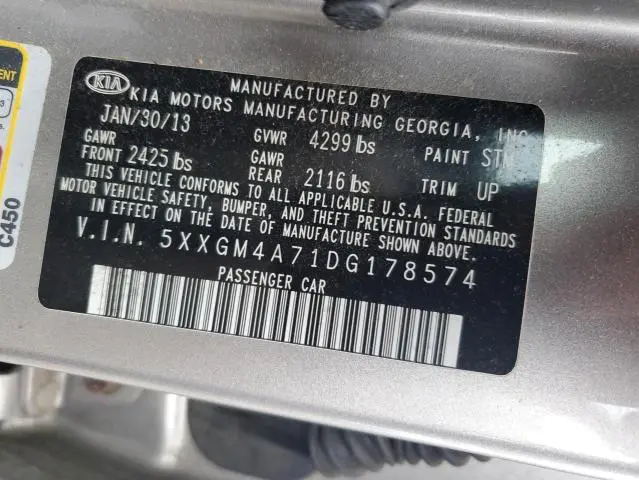 KIA
MANUFACTURED BY
KIA MOTORS MANUFACTURING GEORGIA, INC
JAN/30/13
GAWR
FRONT 2425 lbs
GVWR 4299 lbs
GAWR
REAR 2116 lbs
PAINT STM
TRIM UP
THIS VEHICLE CONFORMS TO ALL APPLICABLE U.S.A. FEDERAL
MOTOR VEHICLE SAFETY, BUMPER, AND THEFT PREVENTION STANDARDS
IN EFFECT ON THE DATE OF MANUFACTURE SHOWN ABOVE.
V.I.N. 5XXGM4A71DG178574
PASSENGER CAR
C450